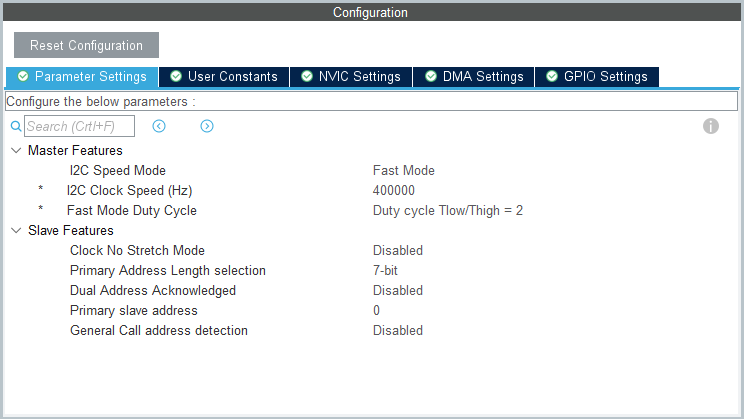 Configuration
Reset Configuration
Parameter Settings User Constants NVIC Settings DMA Settings GPIO Settings
Configure the below parameters :
Search (Crtl+F)
Master Features
I2C Speed Mode Fast Mode
* I2C Clock Speed (Hz) 400000
* Fast Mode Duty Cycle Duty cycle Tlow/Thigh = 2
Slave Features
Clock No Stretch Mode Disabled
Primary Address Length selection 7-bit
Dual Address Acknowledged Disabled
Primary slave address 0
General Call address detection Disabled